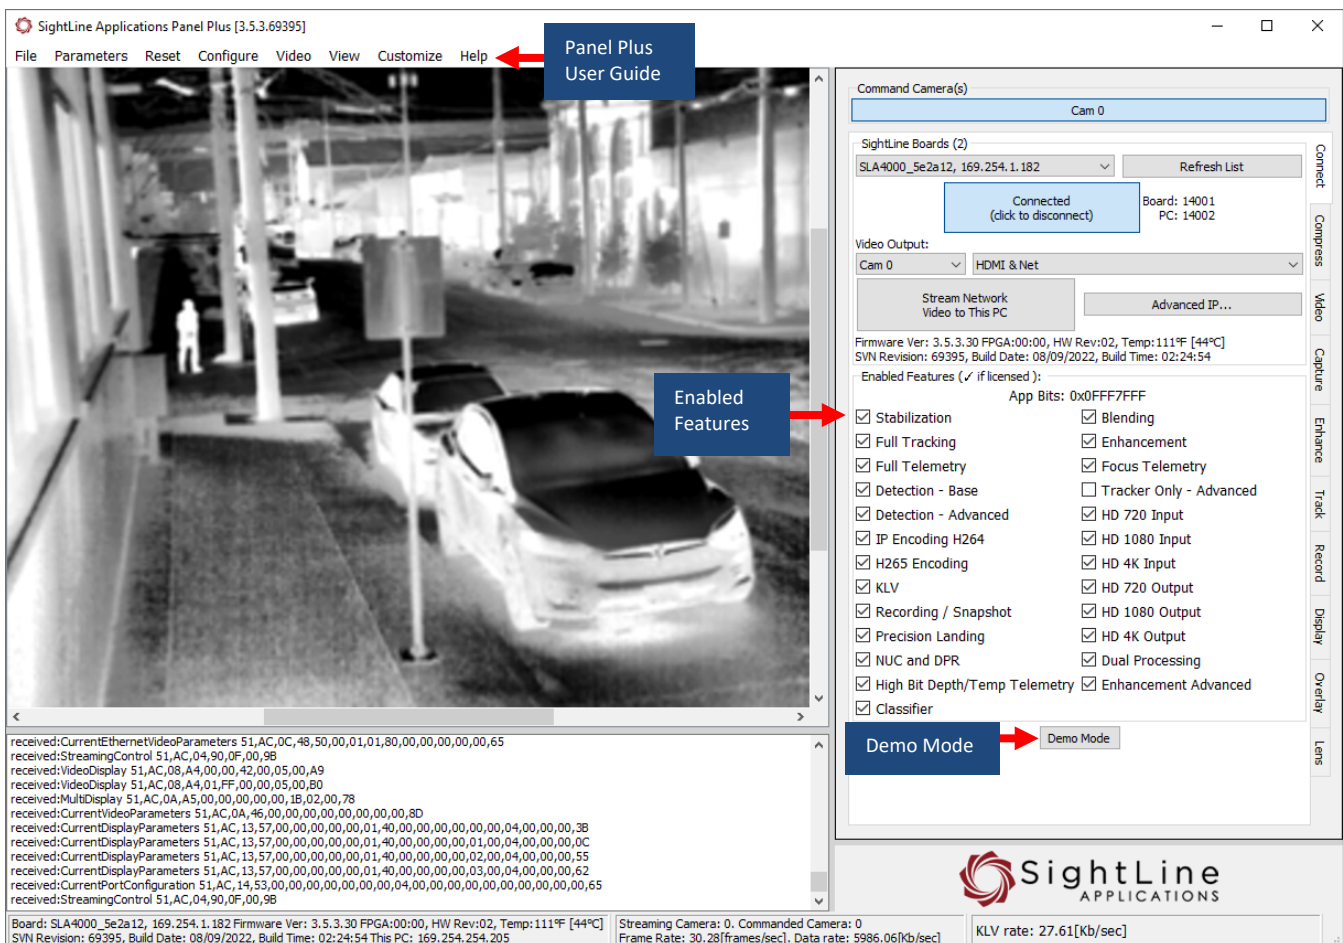 SightLine Applications Panel Plus [3.5.3.69395]
File Parameters Reset Configure Video View Customize Help
Panel Plus
User Guide
Command Camera(s)
Cam 0
SightLine Boards (2)
SLA4000_5e2a12, 169.254.1.182
Refresh List
Connected
(click to disconnect)
Board: 14001
PC: 14002
Video Output:
Cam 0
HDMI & Net
Stream Network
Video to This PC
Advanced IP...
Firmware Ver: 3.5.3.30 FPGA:00:00, HW Rev:02, Temp:111°F [44°C]
SVN Revision: 69395, Build Date: 08/09/2022, Build Time: 02:24:54
Enabled Features (✓ if licensed ):
App Bits: 0x0FFF7FFF
Stabilization
Blending
Full Tracking
Enhancement
Full Telemetry
Focus Telemetry
Detection - Base
Tracker Only - Advanced
Detection - Advanced
HD 720 Input
IP Encoding H264
HD 1080 Input
H265 Encoding
HD 4K Input
KLV
HD 720 Output
Recording / Snapshot
HD 1080 Output
Precision Landing
HD 4K Output
NUC and DPR
Dual Processing
High Bit Depth/Temp Telemetry
Enhancement Advanced
Classifier
Demo Mode
Connect
Compress
Video
Capture
Enhance
Track
Record
Display
Overlay
Lens
Enabled
Features
Demo Mode
received:CurrentEthernetVideoParameters 51,AC,0C,48,50,00,01,01,80,00,00,00,00,00,65
received:StreamingControl 51,AC,04,90,0F,00,9B
received:VideoDisplay 51,AC,08,A4,00,00,42,00,05,00,A9
received:VideoDisplay 51,AC,08,A4,01,FF,00,00,05,00,B0
received:MultiDisplay 51,AC,0A,A5,00,00,00,00,00,1B,02,00,78
received:CurrentVideoParameters 51,AC,0A,46,00,00,00,00,00,00,00,00,8D
received:CurrentDisplayParameters 51,AC,13,57,00,00,00,00,00,01,40,00,00,00,00,00,00,04,00,00,00,3B
received:CurrentDisplayParameters 51,AC,13,57,00,00,00,00,00,01,40,00,00,00,00,01,00,04,00,00,00,0C
received:CurrentDisplayParameters 51,AC,13,57,00,00,00,00,00,01,40,00,00,00,00,02,00,04,00,00,00,55
received:CurrentDisplayParameters 51,AC,13,57,00,00,00,00,00,01,40,00,00,00,00,03,00,04,00,00,00,62
received:CurrentPortConfiguration 51,AC,14,53,00,00,00,00,00,00,00,04,00,00,00,00,00,00,00,00,00,00,65
received:StreamingControl 51,AC,04,90,0F,00,9B
SightLine
APPLICATIONS
Board: SLA4000_5e2a12, 169.254.1.182 Firmware Ver: 3.5.3.30 FPGA:00:00, HW Rev:02, Temp:111°F [44°C]
SVN Revision: 69395, Build Date: 08/09/2022, Build Time: 02:24:54 This PC: 169.254.254.205
Streaming Camera: 0. Commanded Camera: 0
Frame Rate: 30.28[frames/sec]. Data rate: 5986.06[Kb/sec]
KLV rate: 27.61[Kb/sec]